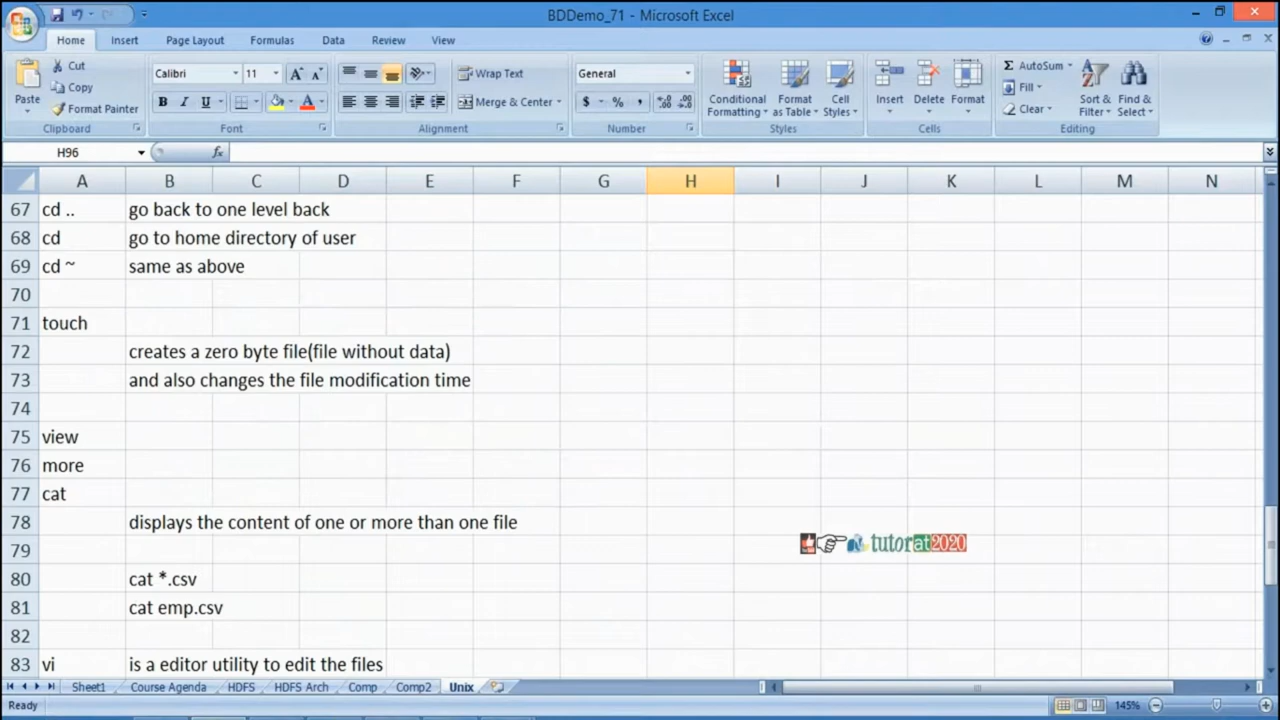 BDDemo_71 - Microsoft Excel
Home Insert Page Layout Formulas Data Review View
Paste Cut Copy Format Painter Clipboard
Calibri 11 B I U A Font
Wrap Text Merge & Center Alignment
General $ % , Number
Conditional Formatting Format as Table Cell Styles Styles
Insert Delete Format Cells
Σ AutoSum Fill Clear Sort & Filter Find & Select Editing
H96 fx
A B C D E F G H I J K L M N
67 cd .. go back to one level back
68 cd go to home directory of user
69 cd ~ same as above
70
71 touch
72 creates a zero byte file(file without data)
73 and also changes the file modification time
74
75 view
76 more
77 cat
78 displays the content of one or more than one file
79
tutorat2020
80 cat *.csv
81 cat emp.csv
82
83 vi is a editor utility to edit the files
Sheet1 Course Agenda HDFS HDFS Arch Comp Comp2 Unix
Ready 145%